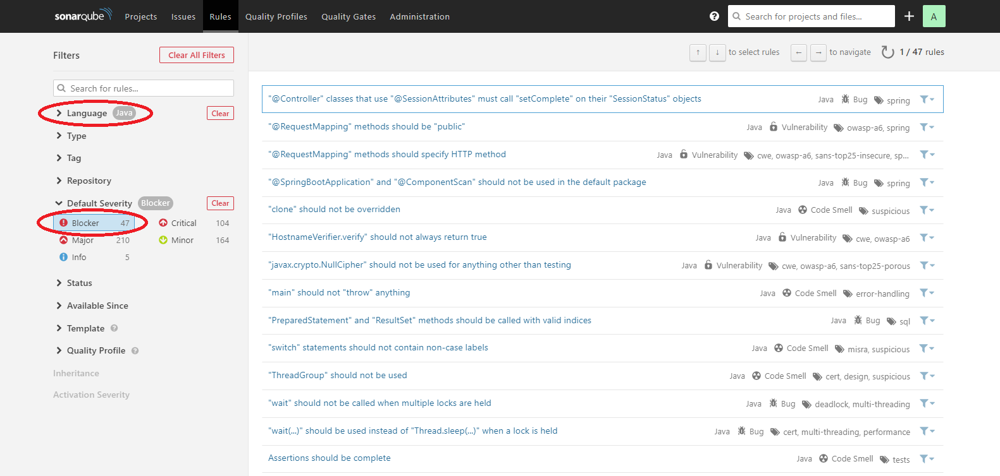 sonarqube Projects Issues Rules Quality Profiles Quality Gates Administration ? Search for projects and files... + A
Filters Clear All Filters ↑ ↓ to select rules ← → to navigate 1 / 47 rules
Search for rules...
Language Java Clear
Type
Tag
Repository
Default Severity Blocker Clear
Blocker 47 Critical 104
Major 210 Minor 164
Info 5
Status
Available Since
Template ?
Quality Profile ?
Inheritance
Activation Severity
"@Controller" classes that use "@SessionAttributes" must call "setComplete" on their "SessionStatus" objects Java Bug spring
"@RequestMapping" methods should be "public" Java Vulnerability owasp-a6, spring
"@RequestMapping" methods should specify HTTP method Java Vulnerability cwe, owasp-a6, sans-top25-insecure, sp...
"@SpringBootApplication" and "@ComponentScan" should not be used in the default package Java Bug spring
"clone" should not be overridden Java Code Smell suspicious
"HostnameVerifier.verify" should not always return true Java Vulnerability cwe, owasp-a6
"javax.crypto.NullCipher" should not be used for anything other than testing Java Vulnerability cwe, owasp-a6, sans-top25-porous
"main" should not "throw" anything Java Code Smell error-handling
"PreparedStatement" and "ResultSet" methods should be called with valid indices Java Bug sql
"switch" statements should not contain non-case labels Java Code Smell misra, suspicious
"ThreadGroup" should not be used Java Code Smell cert, design, suspicious
"wait" should not be called when multiple locks are held Java Bug deadlock, multi-threading
"wait(...)" should be used instead of "Thread.sleep(...)" when a lock is held Java Bug cert, multi-threading, performance
Assertions should be complete Java Code Smell tests